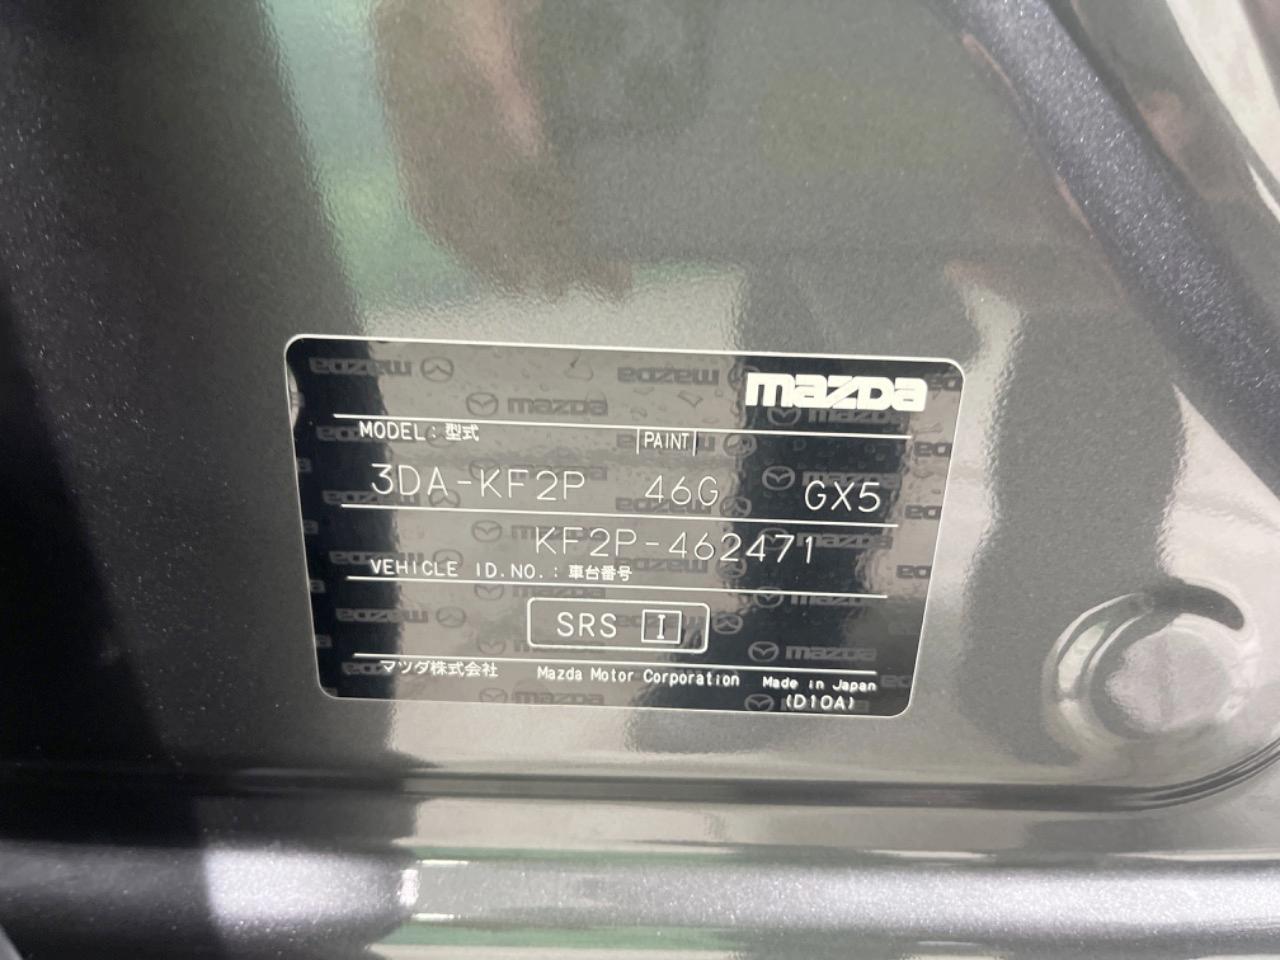 mazda
MODEL : 型式 PAINT
3DA-KF2P 46G GX5
KF2P-462471
VEHICLE ID.NO. : 車台番号
SRS I
マツダ株式会社 Mazda Motor Corporation Made in Japan
(D10A)